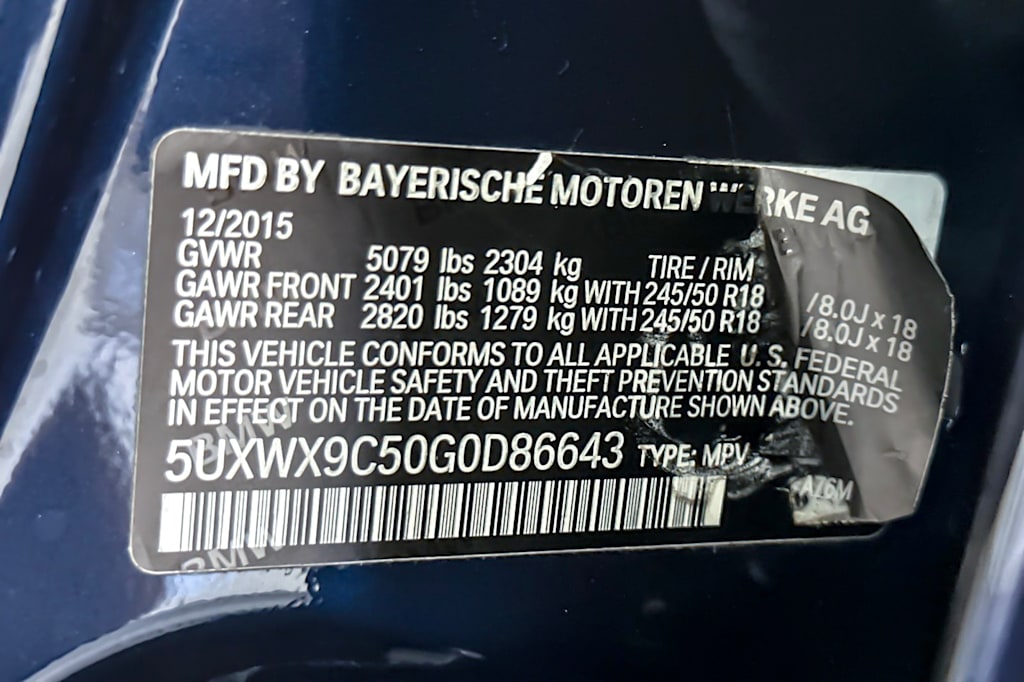 MFD BY BAYERISCHE MOTOREN WERKE AG
12/2015
GVWR 5079 lbs 2304 kg TIRE / RIM
GAWR FRONT 2401 lbs 1089 kg WITH 245/50 R18 /8.0J x 18
GAWR REAR 2820 lbs 1279 kg WITH 245/50 R18 /8.0J x 18
THIS VEHICLE CONFORMS TO ALL APPLICABLE U. S. FEDERAL
MOTOR VEHICLE SAFETY AND THEFT PREVENTION STANDARDS
IN EFFECT ON THE DATE OF MANUFACTURE SHOWN ABOVE.
5UXWX9C50G0D86643 TYPE: MPV
BMW
BMW